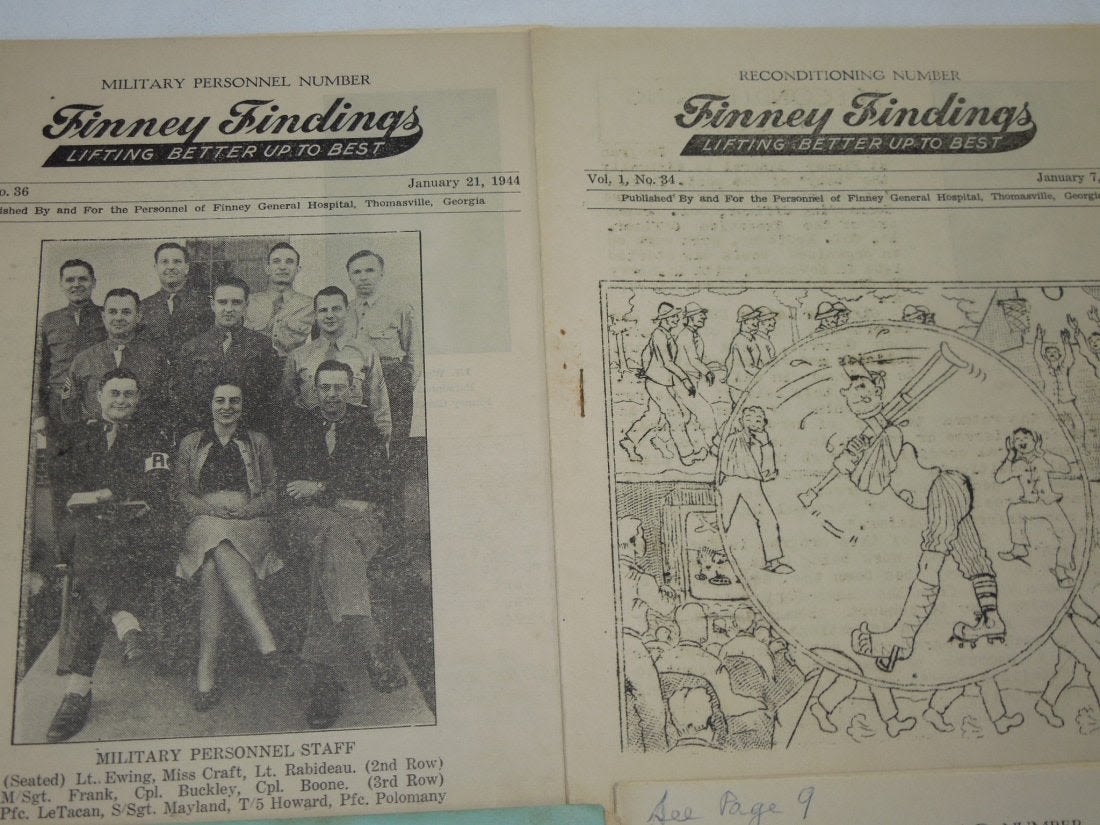 MILITARY PERSONNEL NUMBER
Finney Findings
LIFTING BETTER UP TO BEST
No. 36 January 21, 1944
ished By and For the Personnel of Finney General Hospital, Thomasville, Georgia
MILITARY PERSONNEL STAFF
(Seated) Lt. Ewing, Miss Craft, Lt. Rabideau. (2nd Row)
M/Sgt. Frank, Cpl. Buckley, Cpl. Boone. (3rd Row)
Pfc. LeTacan, S/Sgt. Mayland, T/5 Howard, Pfc. Polomany
RECONDITIONING NUMBER
Finney Findings
LIFTING BETTER UP TO BEST
Vol. 1, No. 34. January 7,
Published By and For the Personnel of Finney General Hospital, Thomasville, Georgia
See Page 9
NUMBER